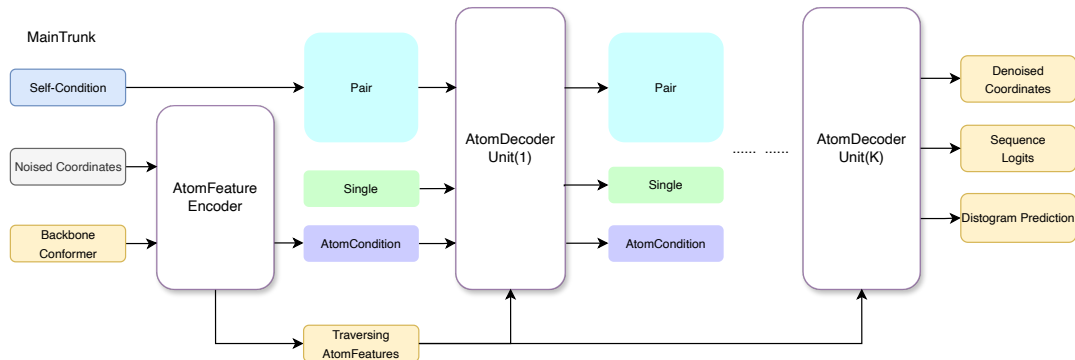 MainTrunk
Self-Condition
Noised Coordinates
Backbone
Conformer
AtomFeature
Encoder
Pair
Single
AtomCondition
Traversing
AtomFeatures
AtomDecoder
Unit(1)
Pair
Single
AtomCondition
...... ......
AtomDecoder
Unit(K)
Denoised
Coordinates
Sequence
Logits
Distogram Prediction